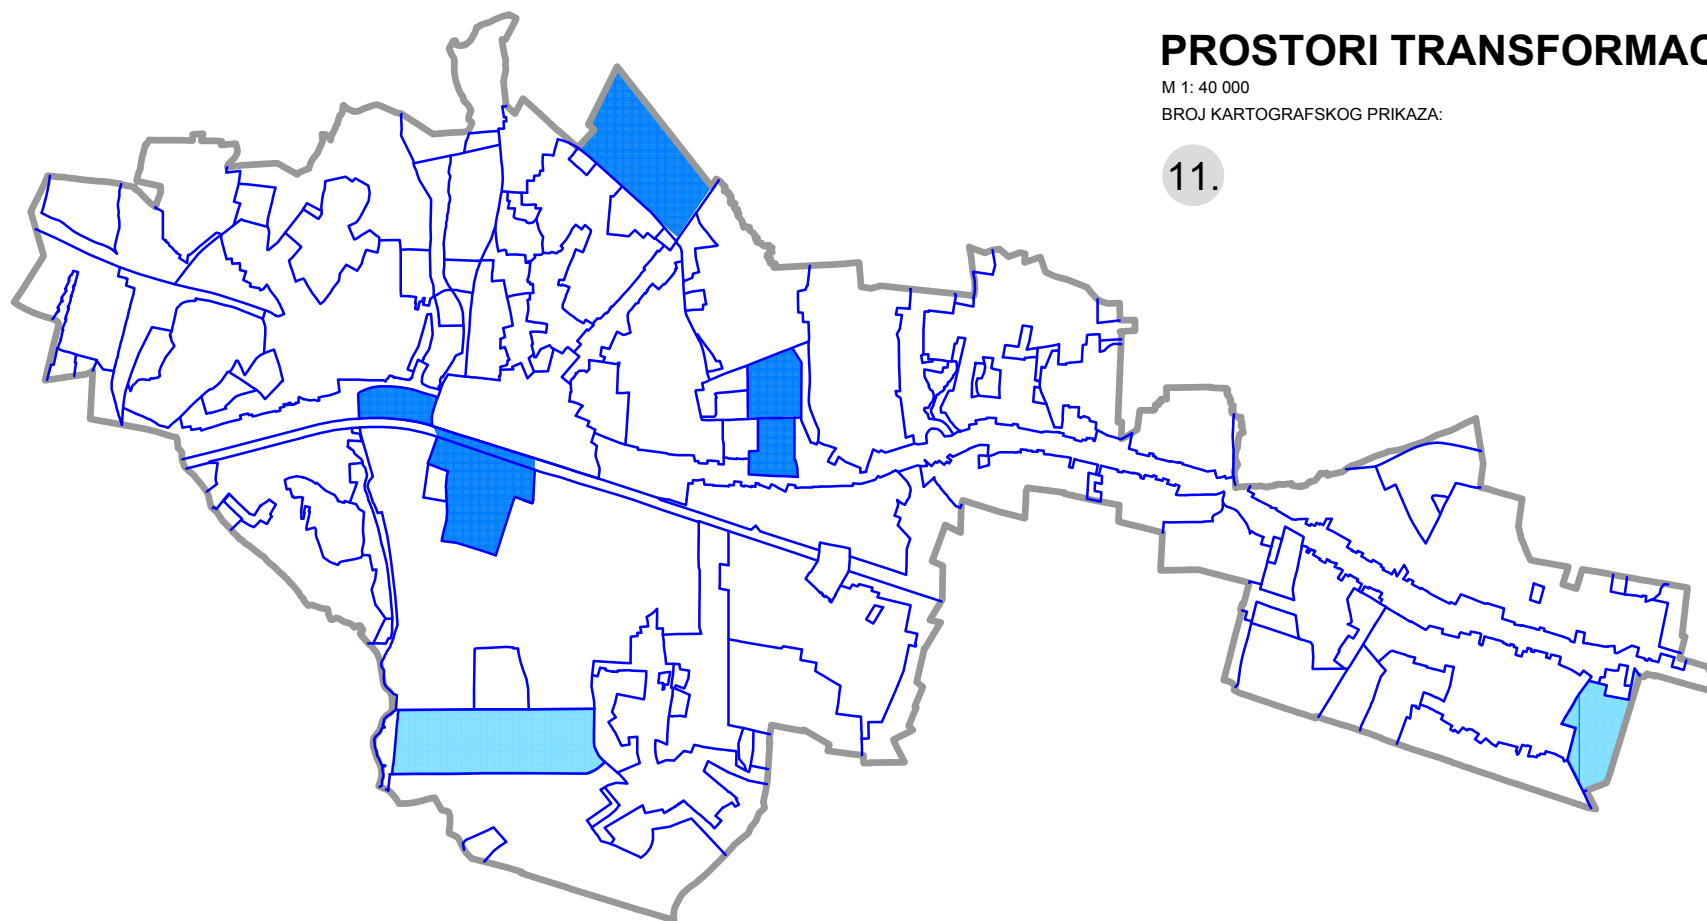 PROSTORI TRANSFORMAC
M 1: 40 000
BROJ KARTOGRAFSKOG PRIKAZA:
11.